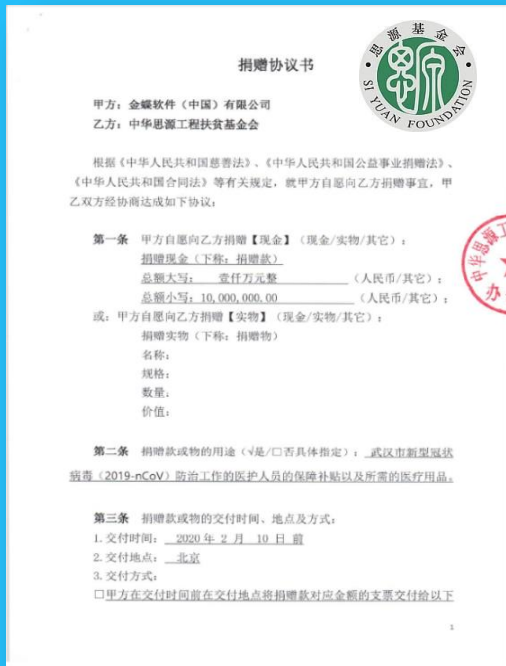 思源基金会
SI YUAN FOUNDATION
捐赠协议书
甲方：金蝶软件（中国）有限公司
乙方：中华思源工程扶贫基金会
根据《中华人民共和国慈善法》、《中华人民共和国公益事业捐赠法》、
《中华人民共和国合同法》等有关规定，就甲方自愿向乙方捐赠事宜，甲
乙双方经协商达成如下协议：
第一条 甲方自愿向乙方捐赠【现金】（现金/实物/其它）：
捐赠现金（下称：捐赠款）
总额大写： 壹仟万元整 （人民币/其它）；
总额小写：10,000,000.00 （人民币/其它）；
或：甲方自愿向乙方捐赠【实物】（现金/实物/其它）：
捐赠实物（下称：捐赠物）
名称：
规格：
数量：
价值：
中华思源工
办
第二条 捐赠款或物的用途（√是/□否具体指定）：武汉市新型冠状
病毒（2019-nCoV）防治工作的医护人员的保障补贴以及所需的医疗用品。
第三条 捐赠款或物的交付时间、地点及方式：
1.交付时间： 2020 年 2 月 10 日 前
2.交付地点： 北京
3.交付方式：
□甲方在交付时间前在交付地点将捐赠款对应金额的支票交付给以下
1